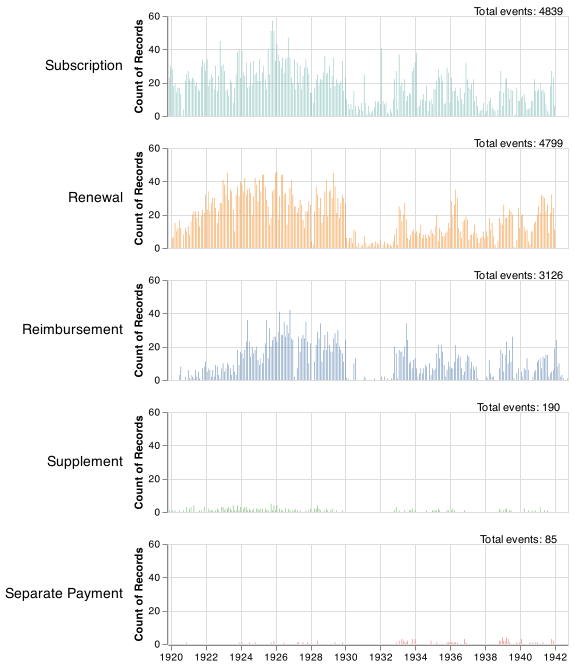 Total events: 4839
60
40
20
0
Count of Records
Subscription
Total events: 4799
60
40
20
0
Count of Records
Renewal
Total events: 3126
60
40
20
0
Count of Records
Reimbursement
Total events: 190
60
40
20
0
Count of Records
Supplement
Total events: 85
60
40
20
0
Count of Records
Separate Payment
1920 1922 1924 1926 1928 1930 1932 1934 1936 1938 1940 1942